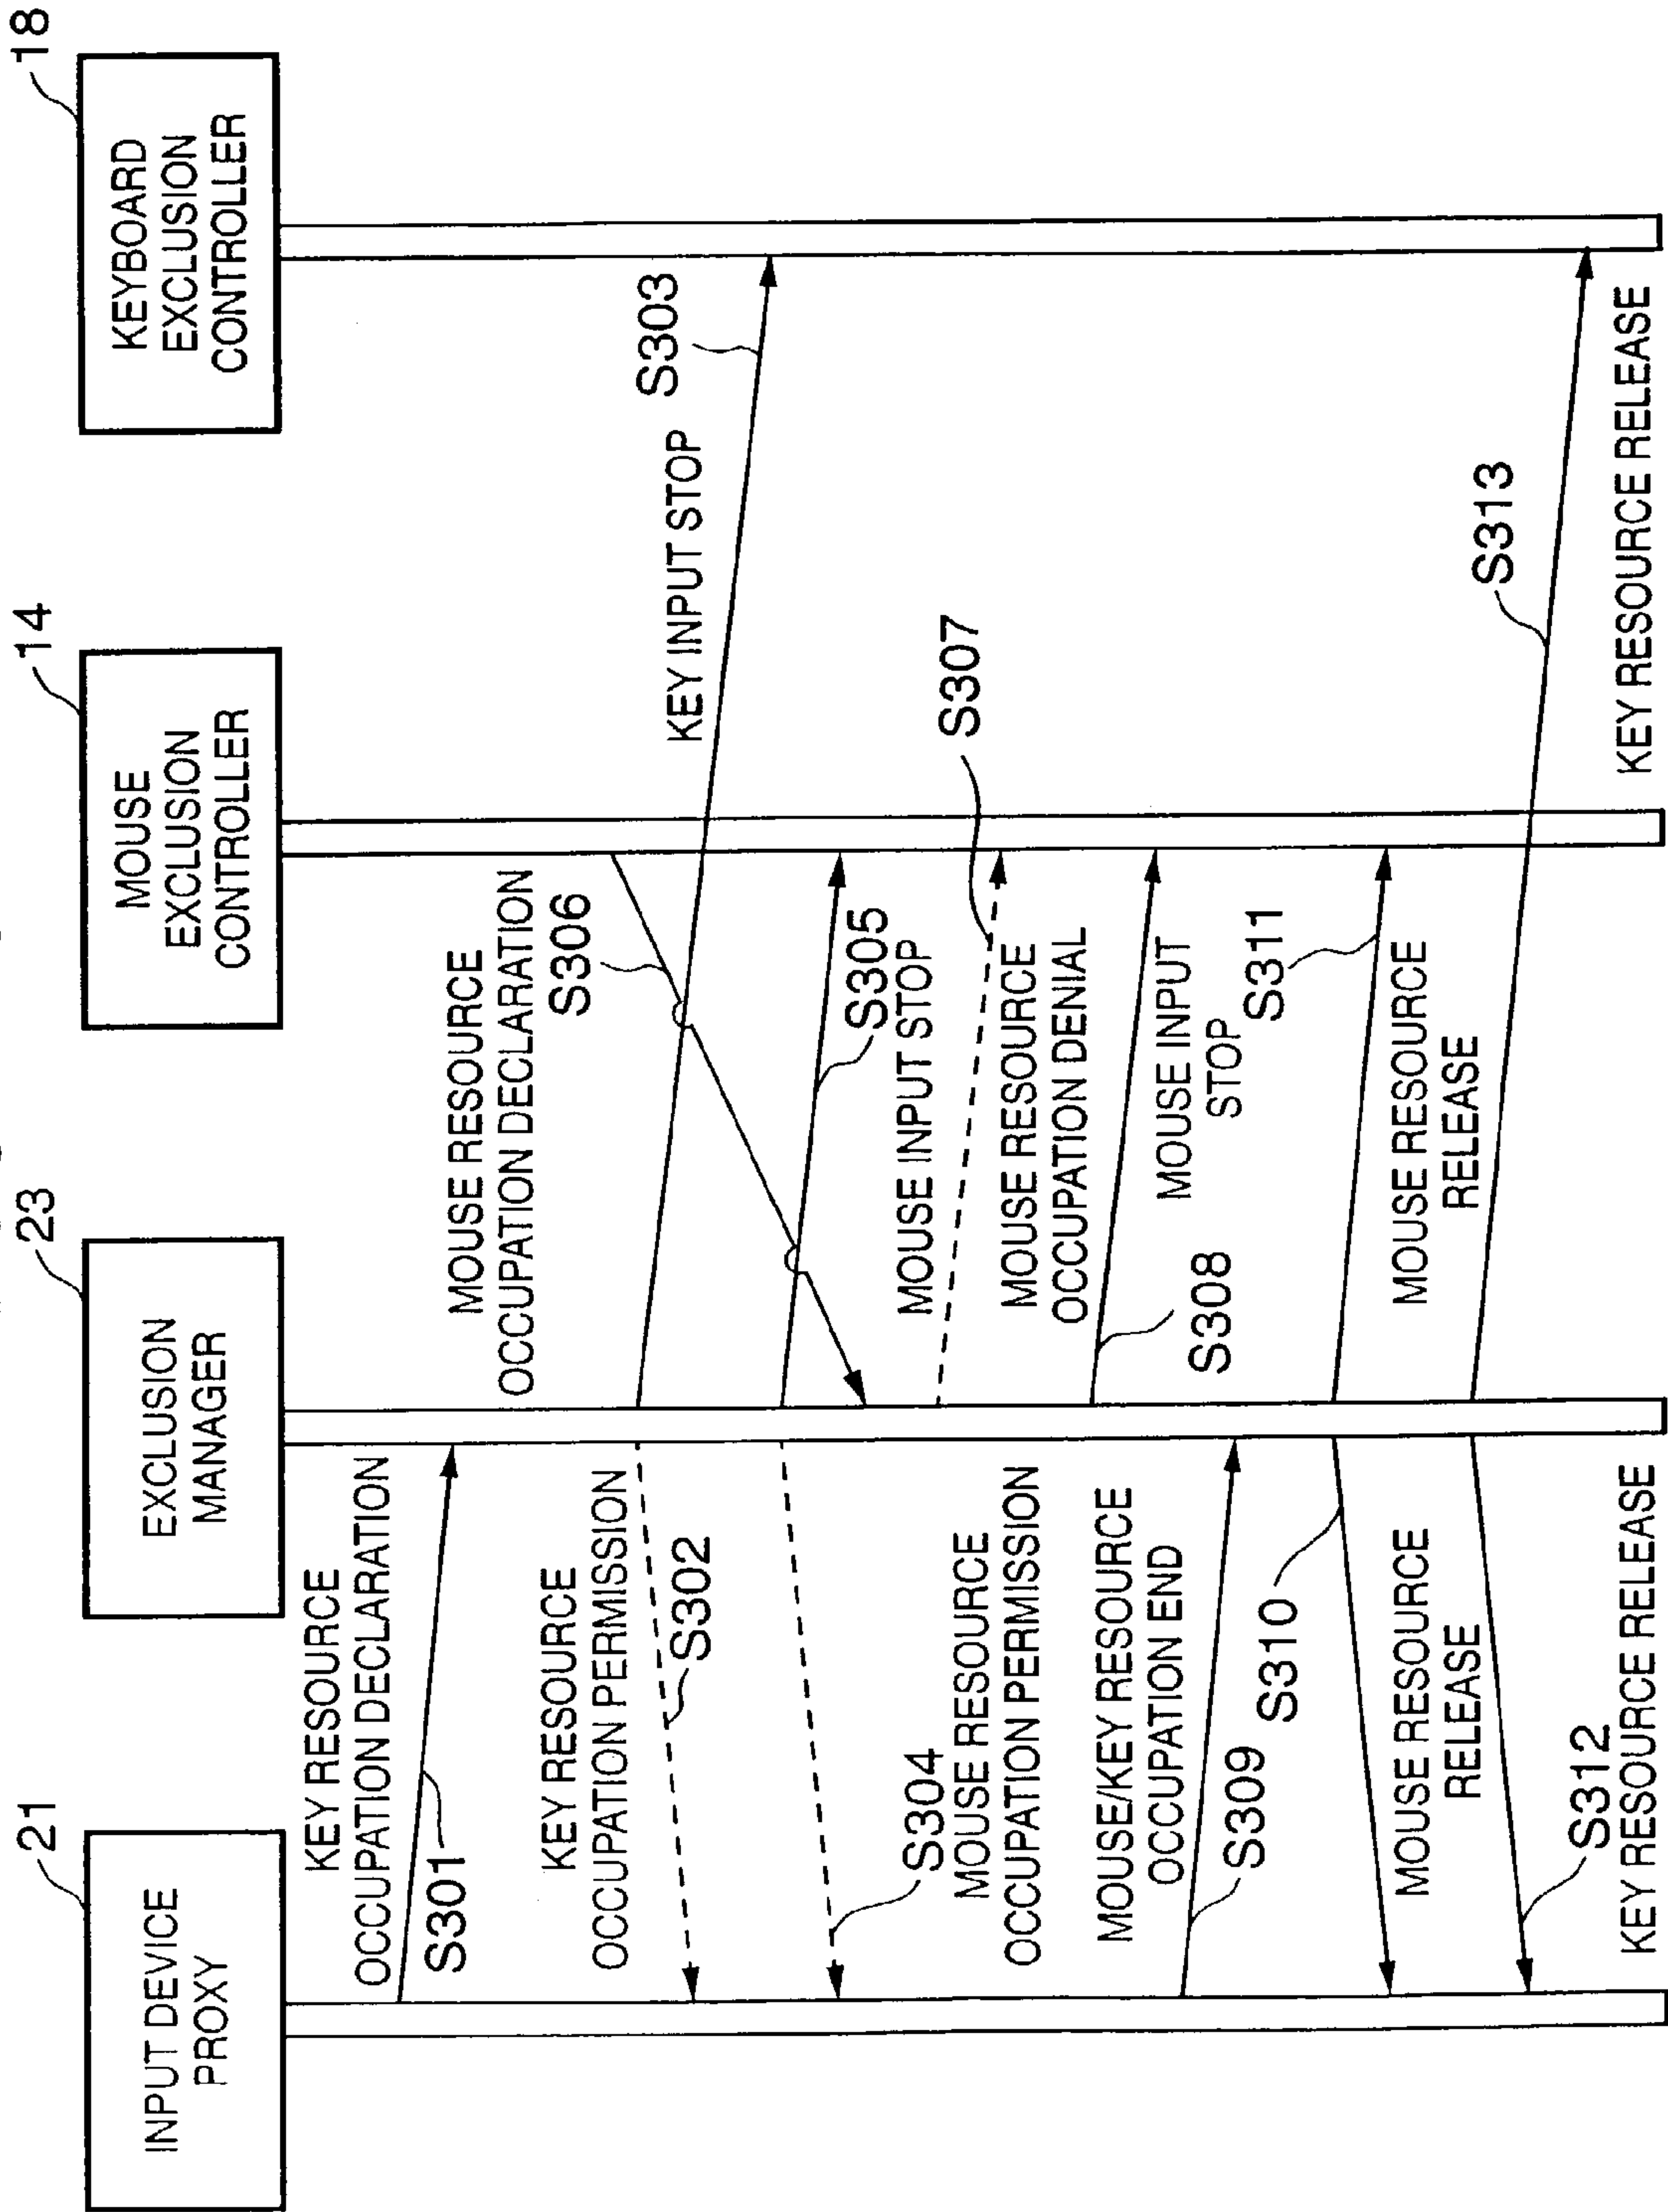 21
INPUT DEVICE
PROXY
23
EXCLUSION
MANAGER
14
MOUSE
EXCLUSION
CONTROLLER
18
KEYBOARD
EXCLUSION
CONTROLLER
KEY RESOURCE
OCCUPATION DECLARATION
S301
MOUSE RESOURCE
OCCUPATION DECLARATION
S306
KEY RESOURCE
OCCUPATION PERMISSION
S302
KEY INPUT STOP
S303
S304
MOUSE RESOURCE
OCCUPATION PERMISSION
S305
MOUSE INPUT STOP
S307
MOUSE RESOURCE
OCCUPATION DENIAL
S308
MOUSE INPUT
STOP
MOUSE/KEY RESOURCE
OCCUPATION END
S309
S310
MOUSE RESOURCE
RELEASE
S311
MOUSE RESOURCE
RELEASE
S312
KEY RESOURCE RELEASE
S313
KEY RESOURCE RELEASE